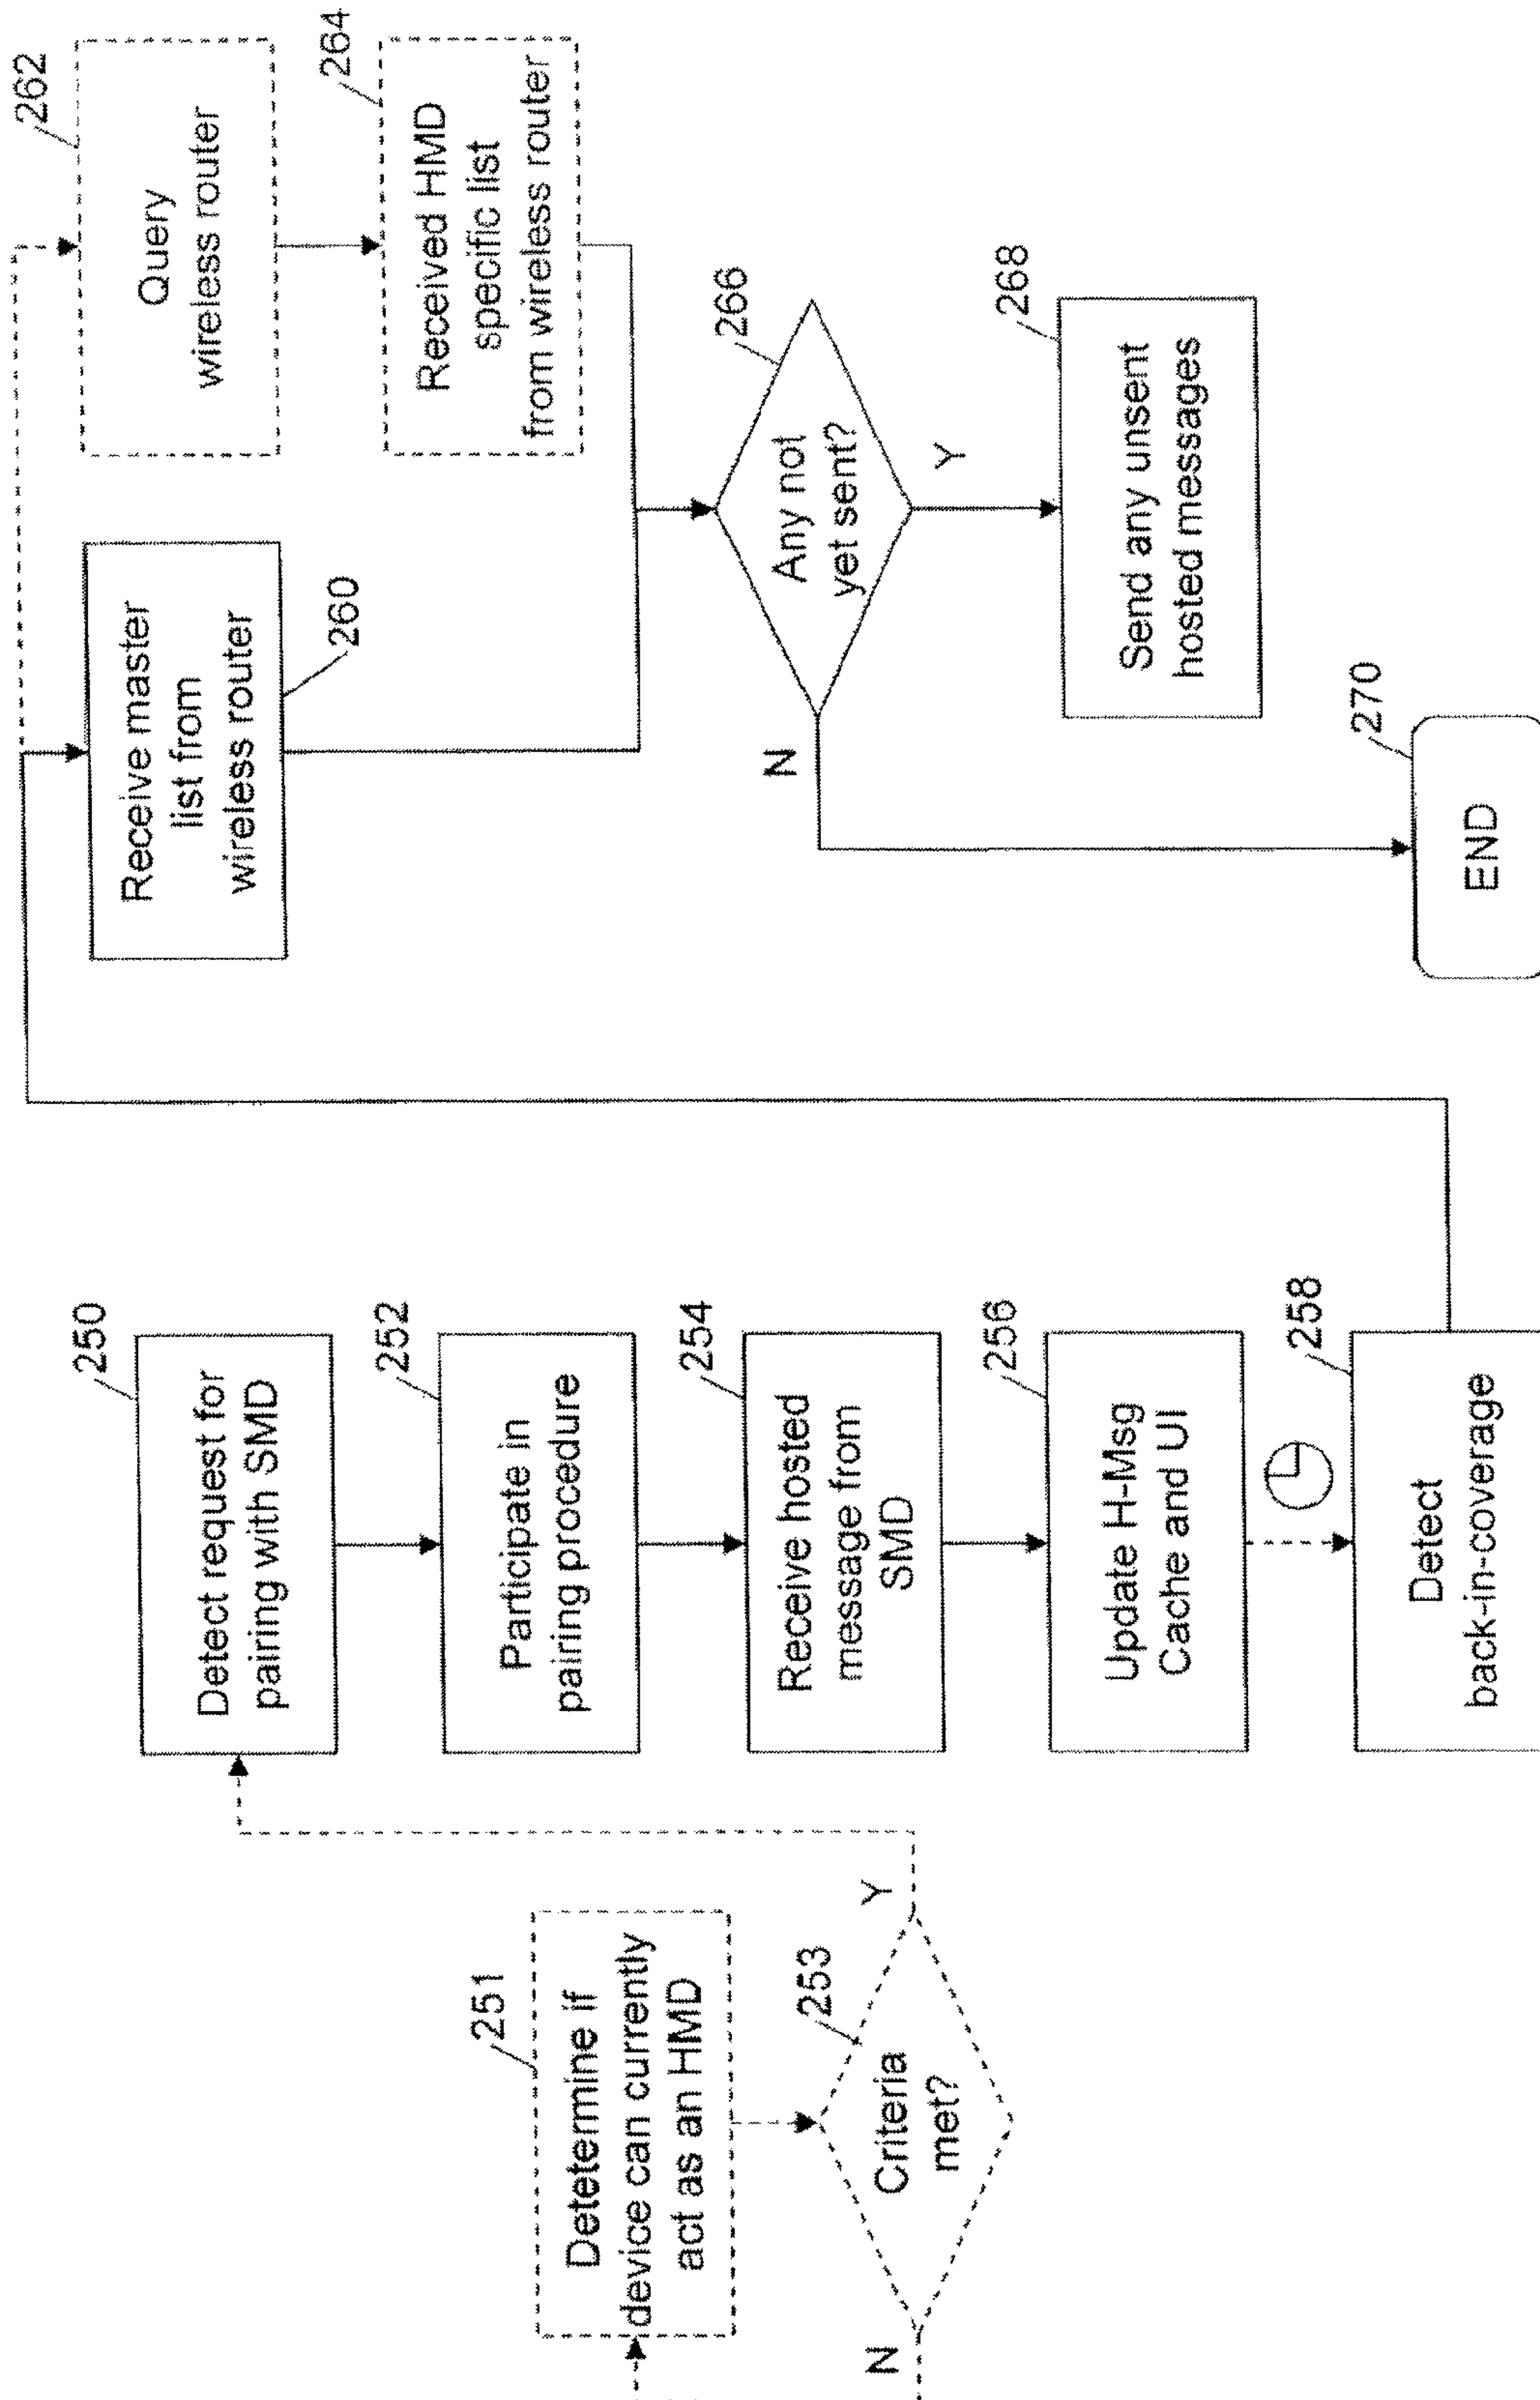 251
Detetermine if
device can currently
act as an HMD
253
Criteria
met?
Y
N
250
Detect request for
pairing with SMD
252
Participate in
pairing procedure
254
Receive hosted
message from
SMD
256
Update H-Msg
Cache and UI
258
Detect
back-in-coverage
Receive master
list from
wireless router
260
262
Query
wireless router
264
Received HMD
specific list
from wireless router
266
Any not
yet sent?
N
Y
268
Send any unsent
hosted messages
270
END